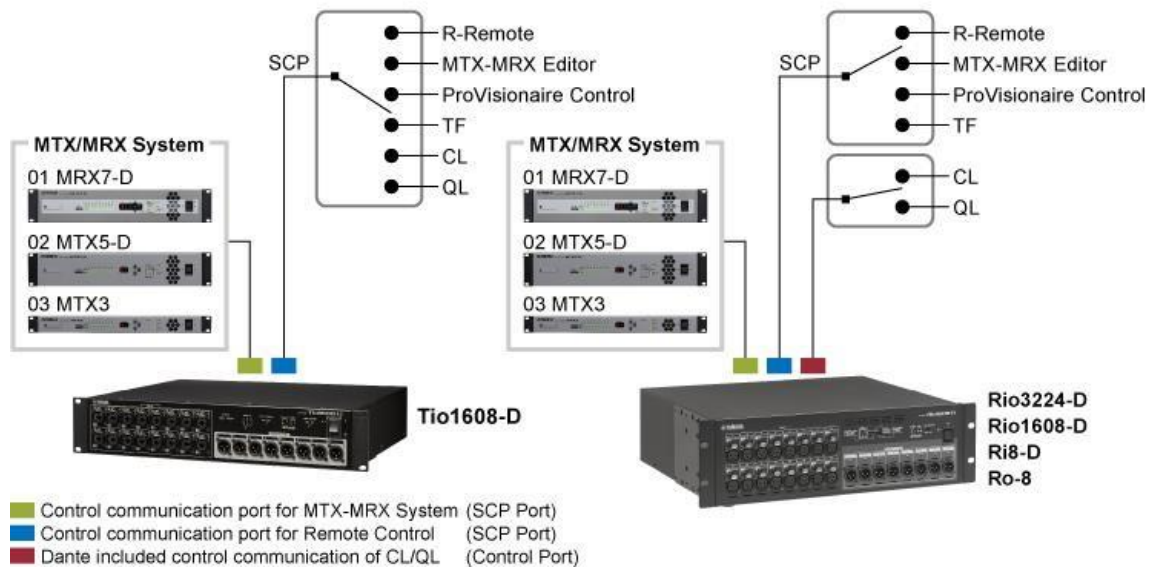 SCP
R-Remote
MTX-MRX Editor
ProVisionaire Control
TF
CL
QL
MTX/MRX System
01 MRX7-D
02 MTX5-D
03 MTX3
Tio1608-D
SCP
R-Remote
MTX-MRX Editor
ProVisionaire Control
TF
CL
QL
MTX/MRX System
01 MRX7-D
02 MTX5-D
03 MTX3
Rio3224-D
Rio1608-D
Ri8-D
Ro-8
Control communication port for MTX-MRX System (SCP Port)
Control communication port for Remote Control (SCP Port)
Dante included control communication of CL/QL (Control Port)